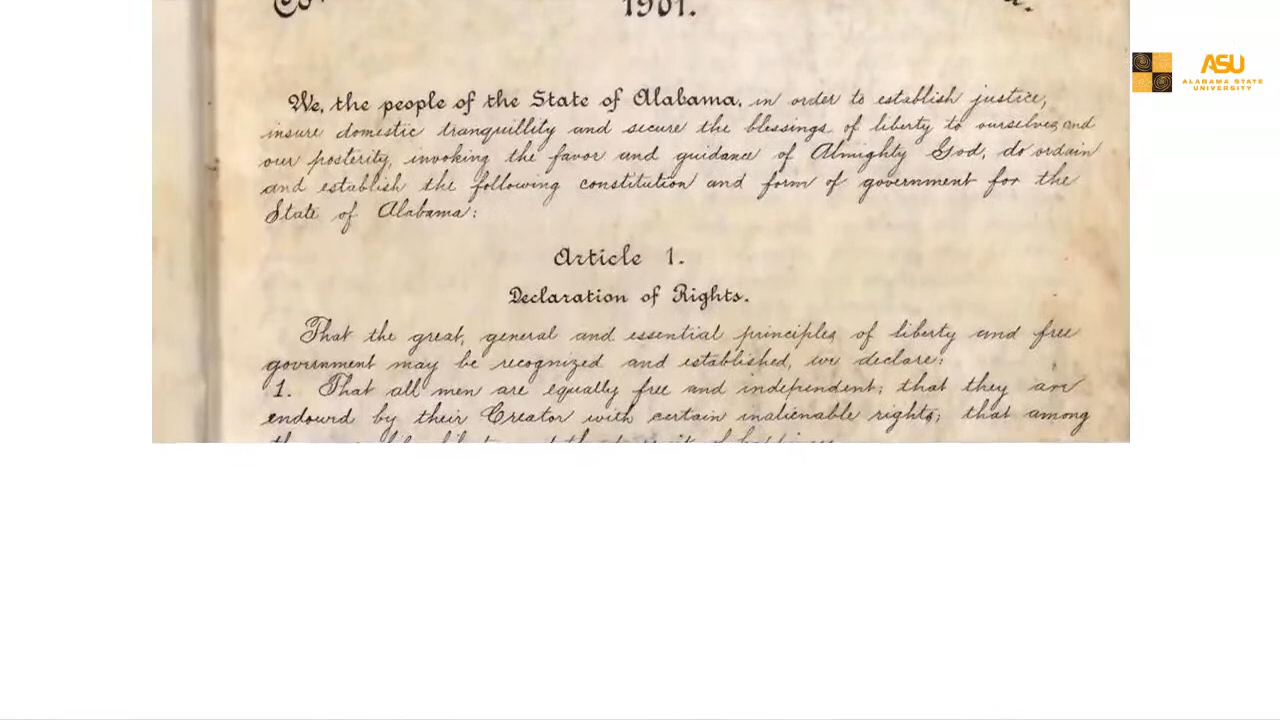 1901.
We, the people of the State of Alabama, in order to establish justice,
insure domestic tranquillity and secure the blessings of liberty to ourselves and
our posterity, invoking the favor and guidance of Almighty God, do ordain
and establish the following constitution and form of government for the
State of Alabama:
Article 1.
Declaration of Rights.
That the great, general and essential principles of liberty and free
government may be recognized and established, we declare:
1. That all men are equally free and independent; that they are
endowed by their Creator with certain inalienable rights; that among
ASU
ALABAMA STATE
UNIVERSITY